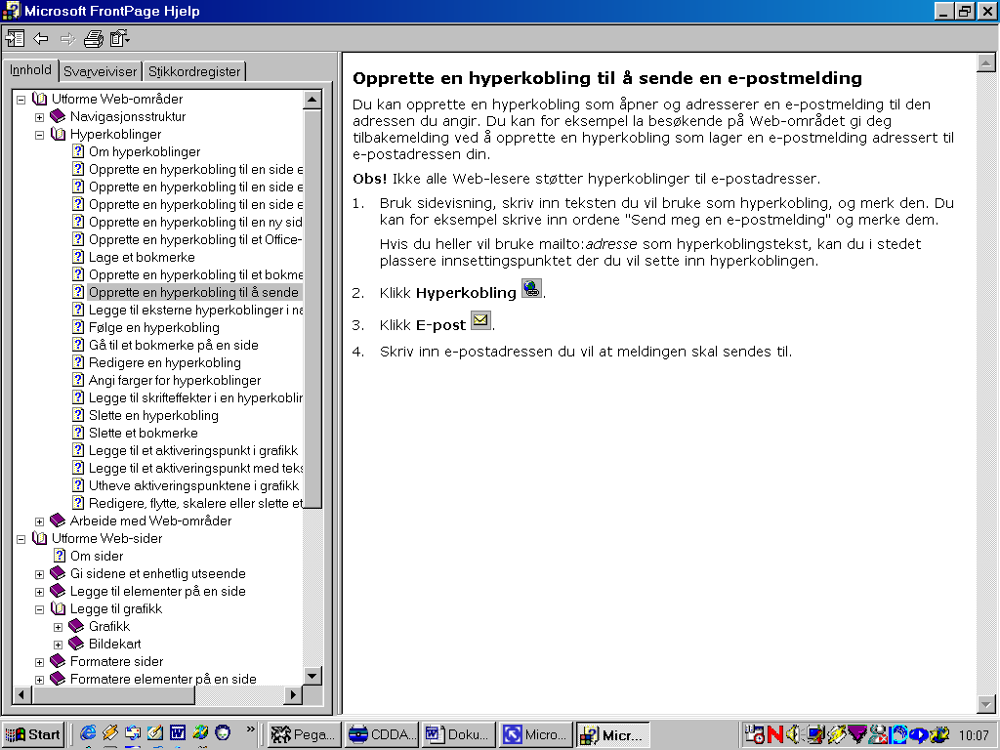 Microsoft FrontPage Hjelp
Innhold
Svarveiviser
Stikkordregister
Utforme Web-områder
Navigasjonsstruktur
Hyperkoblinger
Om hyperkoblinger
Opprette en hyperkobling til en side e
Opprette en hyperkobling til en side e
Opprette en hyperkobling til en side e
Opprette en hyperkobling til en ny sid
Opprette en hyperkobling til et Office-
Lage et bokmerke
Opprette en hyperkobling til et bokme
Opprette en hyperkobling til å sende
Legge til eksterne hyperkoblinger i na
Følge en hyperkobling
Gå til et bokmerke på en side
Redigere en hyperkobling
Angi farger for hyperkoblinger
Legge til skrifteffekter i en hyperkoblin
Slette en hyperkobling
Slette et bokmerke
Legge til et aktiveringspunkt i grafikk
Legge til et aktiveringspunkt med teks
Utheve aktiveringspunktene i grafikk
Redigere, flytte, skalere eller slette et
Arbeide med Web-områder
Utforme Web-sider
Om sider
Gi sidene et enhetlig utseende
Legge til elementer på en side
Legge til grafikk
Grafikk
Bildekart
Formatere sider
Formatere elementer på en side
Opprette en hyperkobling til å sende en e-postmelding
Du kan opprette en hyperkobling som åpner og adresserer en e-postmelding til den
adressen du angir. Du kan for eksempel la besøkende på Web-området gi deg
tilbakemelding ved å opprette en hyperkobling som lager en e-postmelding adressert til
e-postadressen din.
Obs! Ikke alle Web-lesere støtter hyperkoblinger til e-postadresser.
1. Bruk sidevisning, skriv inn teksten du vil bruke som hyperkobling, og merk den. Du
kan for eksempel skrive inn ordene "Send meg en e-postmelding" og merke dem.
Hvis du heller vil bruke mailto:adresse som hyperkoblingstekst, kan du i stedet
plassere innsettingspunktet der du vil sette inn hyperkoblingen.
2. Klikk Hyperkobling .
3. Klikk E-post .
4. Skriv inn e-postadressen du vil at meldingen skal sendes til.
Start
»
Pega...
CDDA...
Doku...
Micro...
Micr...
10:07